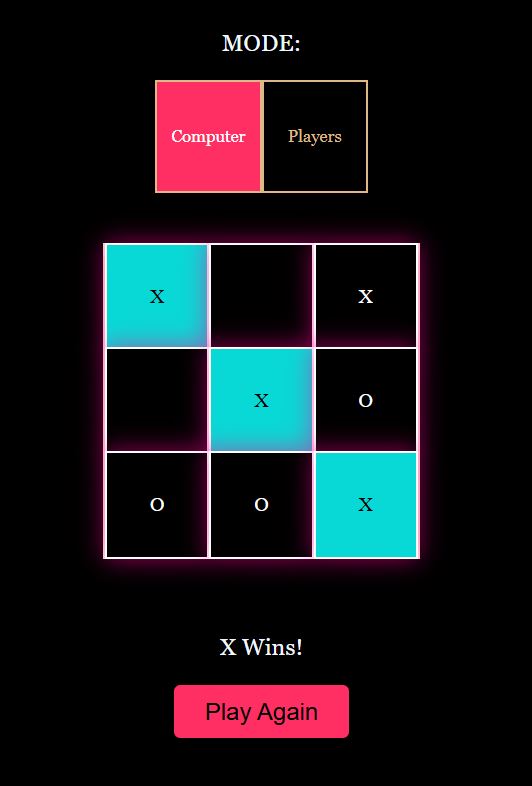 MODE:
Computer Players
X X
X O
O O X
X Wins!
Play Again